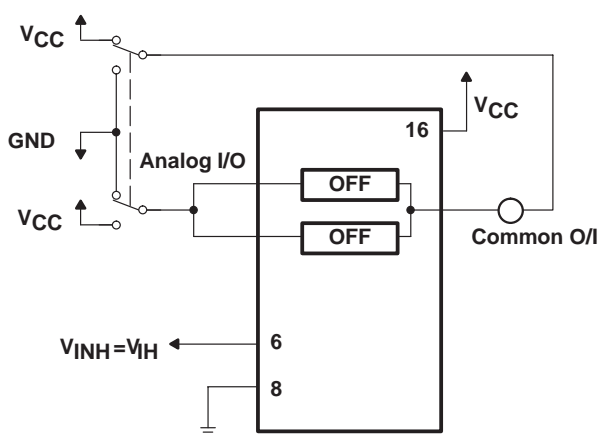 VCC
VCC
16
GND
Analog I/O
OFF
VCC
OFF
Common O/I
VINH=VIH
6
8